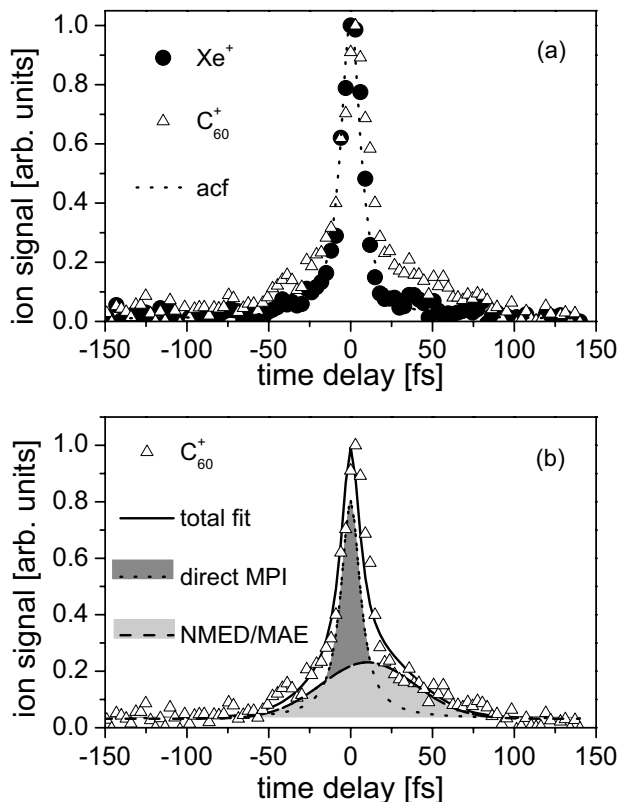 (a)
Xe⁺
C₆₀⁺
acf
ion signal [arb. units]
1.0
0.8
0.6
0.4
0.2
0.0
-150 -100 -50 0 50 100 150
time delay [fs]
(b)
C₆₀⁺
total fit
direct MPI
NMED/MAE
ion signal [arb. units]
1.0
0.8
0.6
0.4
0.2
0.0
-150 -100 -50 0 50 100 150
time delay [fs]